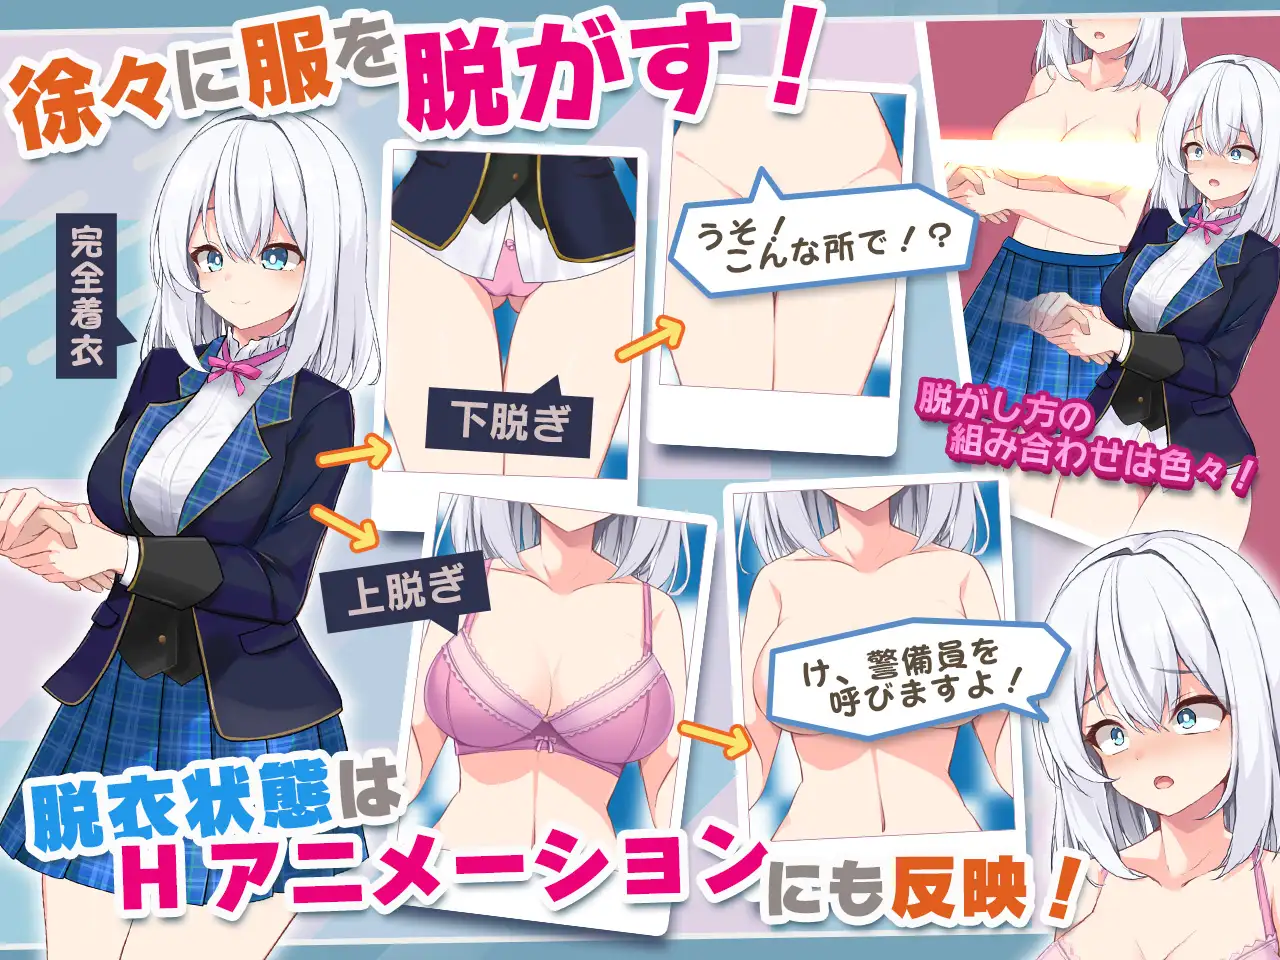 徐々に服を脱がす！
完全着衣
うそ！
こんな所で！？
下脱ぎ
脱がし方の
組み合わせは色々！
上脱ぎ
け、警備員を
呼びますよ！
脱衣状態は
Hアニメーションにも反映！